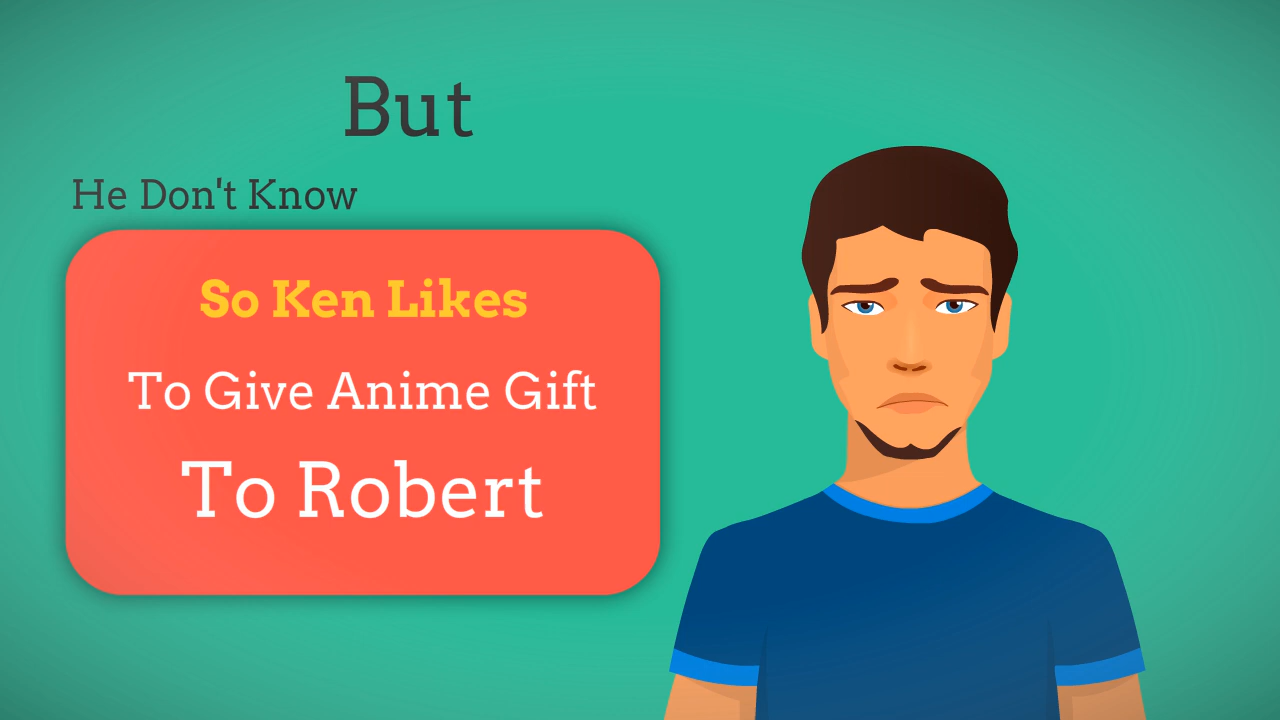 But
He Don't Know
So Ken Likes
To Give Anime Gift
To Robert